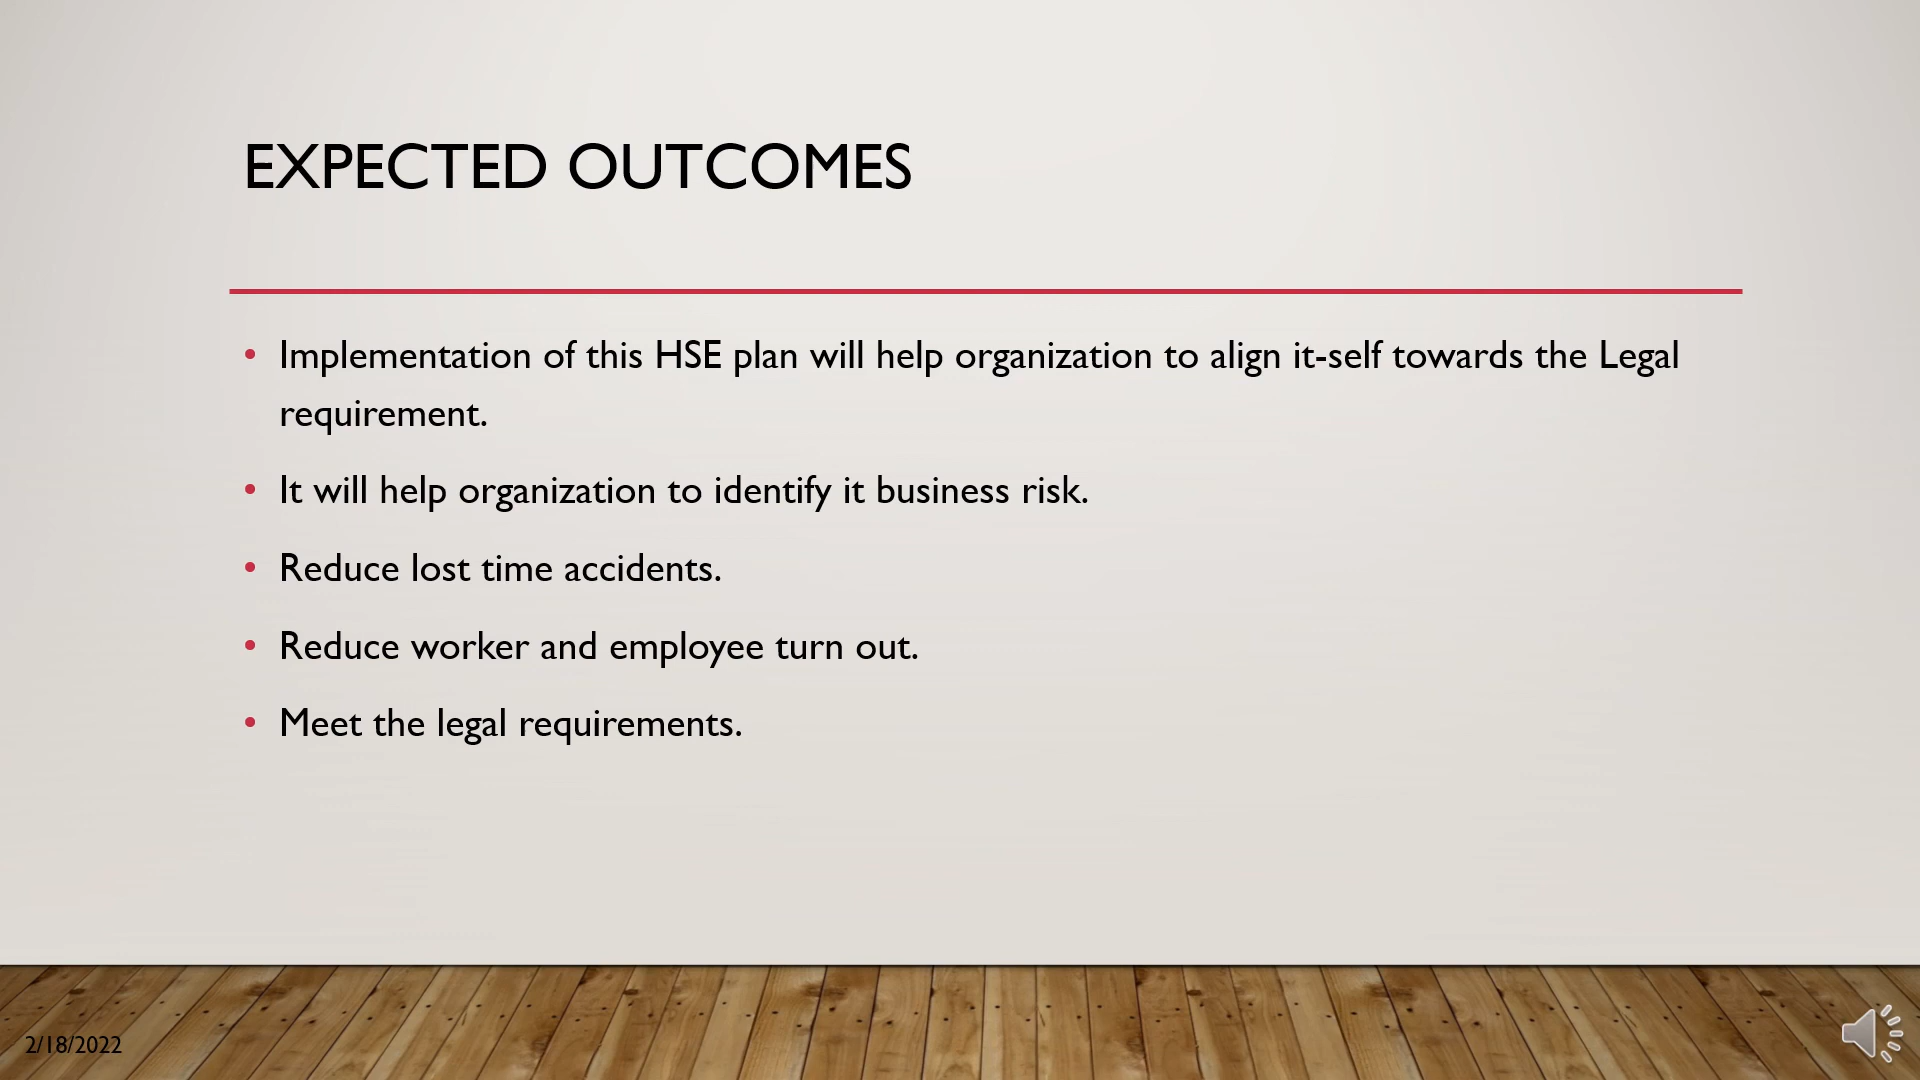 EXPECTED OUTCOMES
• Implementation of this HSE plan will help organization to align it-self towards the Legal
requirement.
• It will help organization to identify it business risk.
• Reduce lost time accidents.
• Reduce worker and employee turn out.
• Meet the legal requirements.
2/18/2022